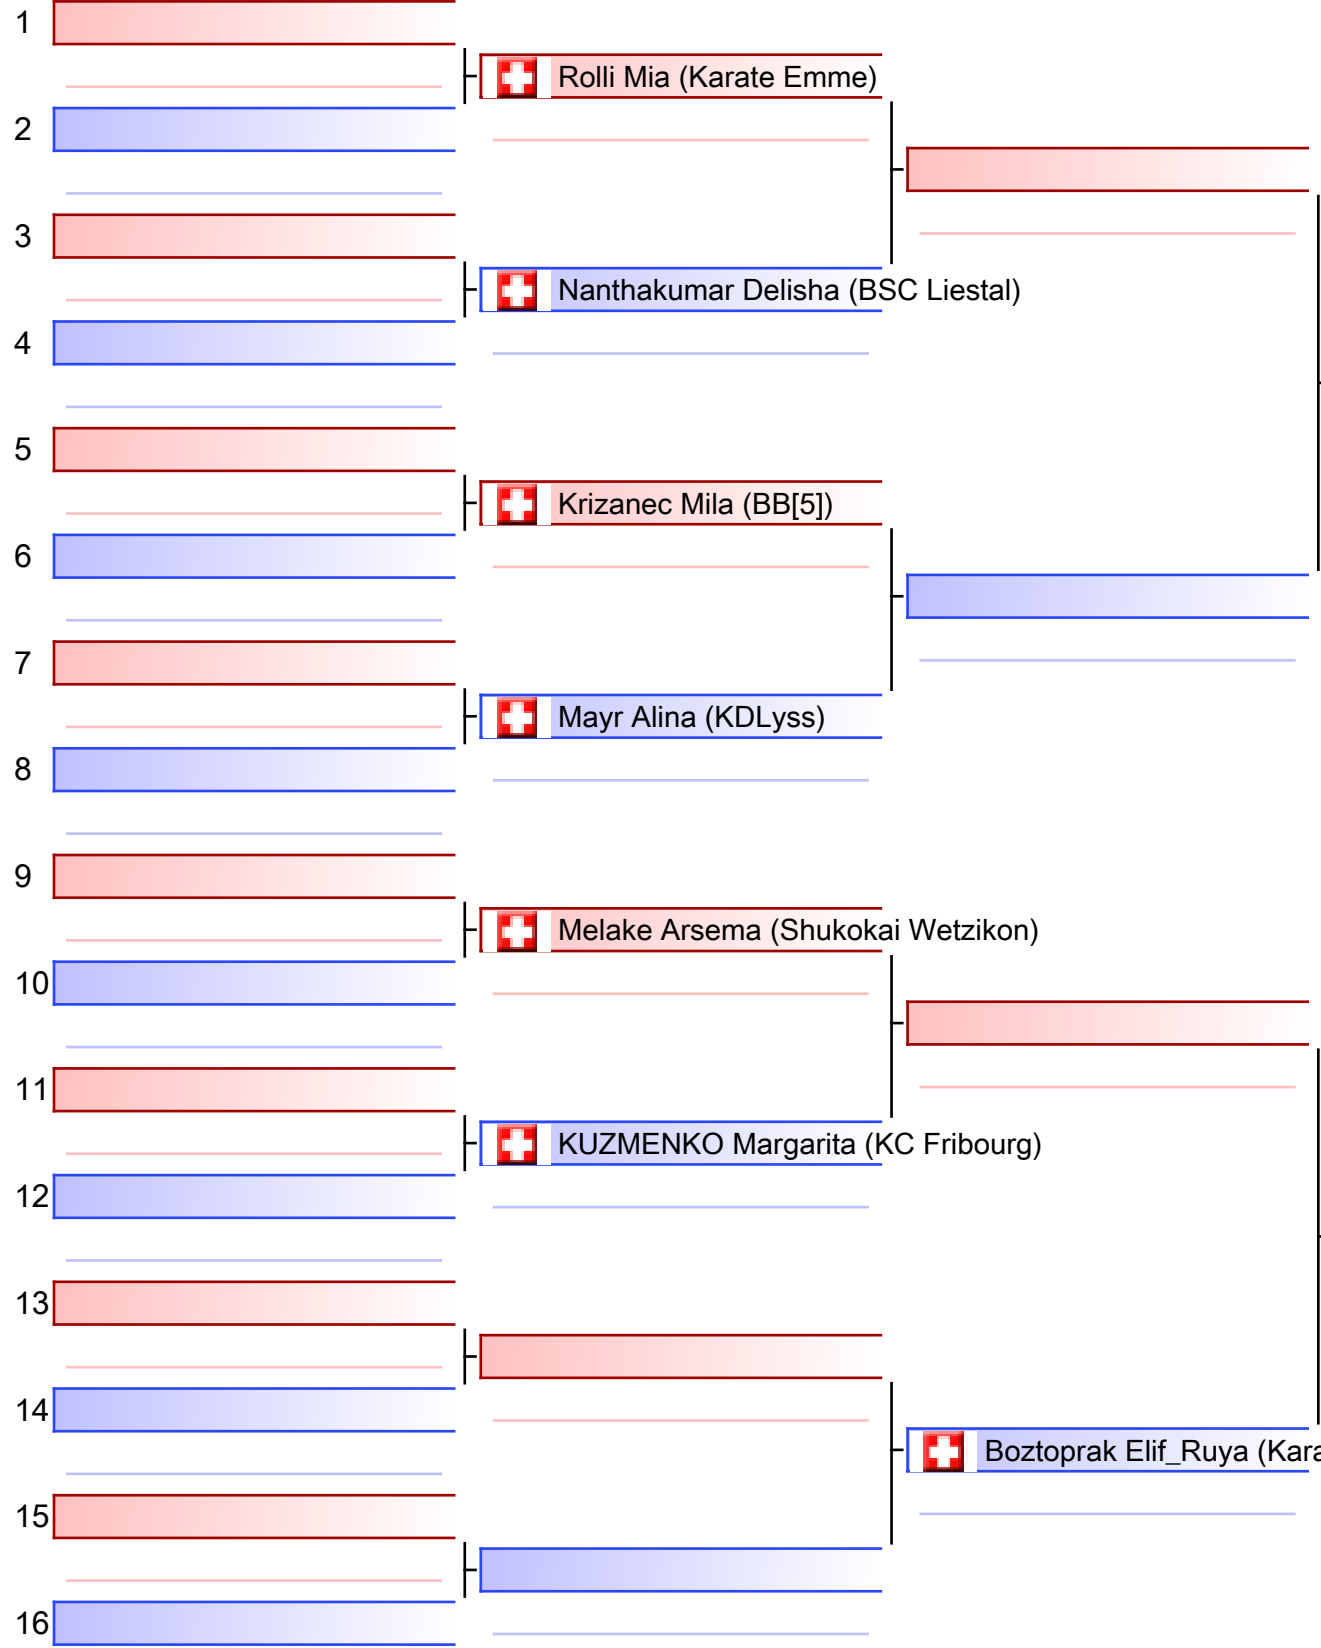 1
Rolli Mia (Karate Emme)
2
3
Nanthakumar Delisha (BSC Liestal)
4
5
Krizanec Mila (BB[5])
6
7
Mayr Alina (KDLyss)
8
9
Melake Arsema (Shukokai Wetzikon)
10
11
KUZMENKO Margarita (KC Fribourg)
12
13
14
Boztoprak Elif_Ruya
15
16